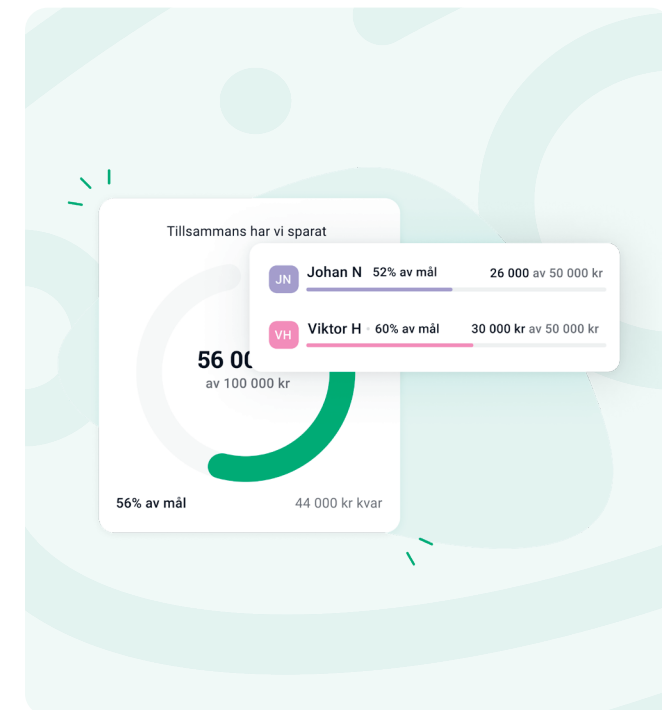 Tillsammans har vi sparat
JN Johan N 52% av mål 26 000 av 50 000 kr
VH Viktor H · 60% av mål 30 000 kr av 50 000 kr
56
av 100 000 kr
56% av mål 44 000 kr kvar